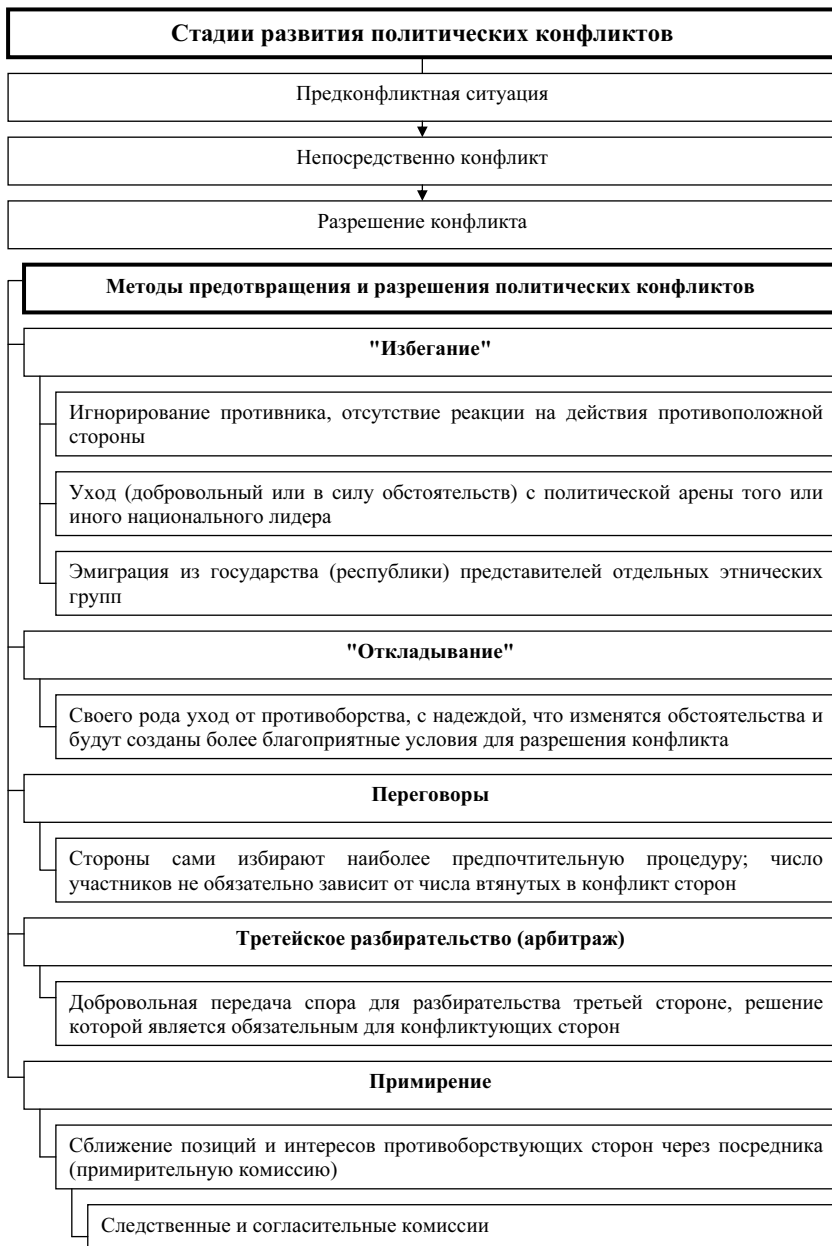 Стадии развития политических конфликтов
Предконфликтная ситуация
Непосредственно конфликт
Разрешение конфликта
Методы предотвращения и разрешения политических конфликтов
"Избегание"
Игнорирование противника, отсутствие реакции на действия противоположной
стороны
Уход (добровольный или в силу обстоятельств) с политической арены того или
иного национального лидера
Эмиграция из государства (республики) представителей отдельных этнических
групп
"Откладывание"
Своего рода уход от противоборства, с надеждой, что изменятся обстоятельства и
будут созданы более благоприятные условия для разрешения конфликта
Переговоры
Стороны сами избирают наиболее предпочтительную процедуру; число
участников не обязательно зависит от числа втянутых в конфликт сторон
Третейское разбирательство (арбитраж)
Добровольная передача спора для разбирательства третьей стороне, решение
которой является обязательным для конфликтующих сторон
Примирение
Сближение позиций и интересов противоборствующих сторон через посредника
(примирительную комиссию)
Следственные и согласительные комиссии